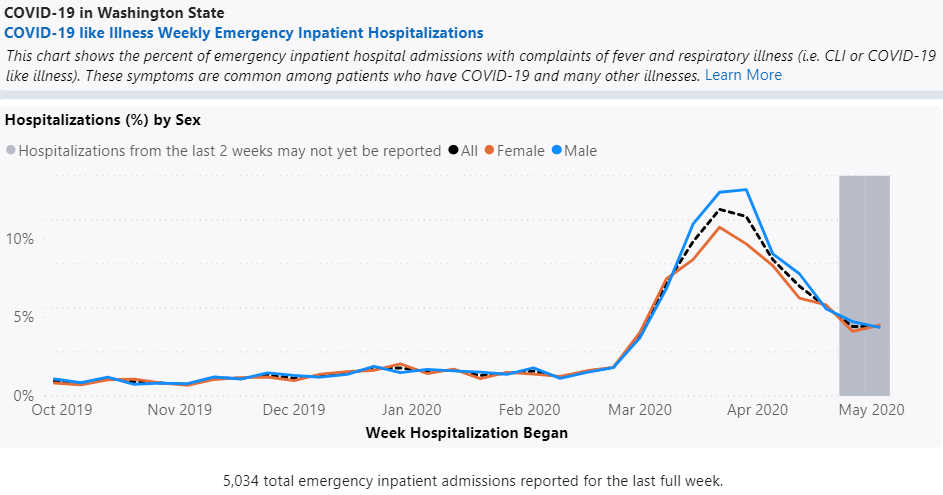 COVID-19 in Washington State
COVID-19 like Illness Weekly Emergency Inpatient Hospitalizations
This chart shows the percent of emergency inpatient hospital admissions with complaints of fever and respiratory illness (i.e. CLI or COVID-19
like illness). These symptoms are common among patients who have COVID-19 and many other illnesses. Learn More
Hospitalizations (%) by Sex
Hospitalizations from the last 2 weeks may not yet be reported All Female Male
10%
5%
0%
Oct 2019 Nov 2019 Dec 2019 Jan 2020 Feb 2020 Mar 2020 Apr 2020 May 2020
Week Hospitalization Began
5,034 total emergency inpatient admissions reported for the last full week.